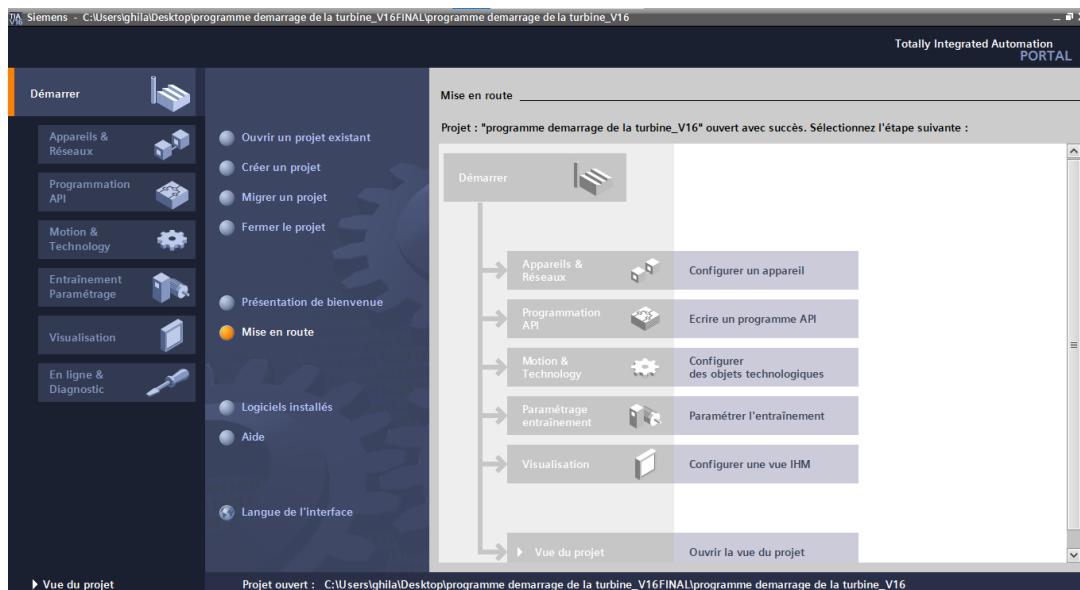 Siemens - C:\Users\ghila\Desktop\programme demarrage de la turbine_V16FINAL\programme demarrage de la turbine_V16
Totally Integrated Automation
PORTAL
Démarrer
Appareils &
Réseaux
Programmation
API
Motion &
Technology
Entraînement
Paramétrage
Visualisation
En ligne &
Diagnostic
Ouvrir un projet existant
Créer un projet
Migrer un projet
Fermer le projet
Présentation de bienvenue
Mise en route
Logiciels installés
Aide
Langue de l'interface
Mise en route
Projet : "programme demarrage de la turbine_V16" ouvert avec succès. Sélectionnez l'étape suivante :
Démarrer
Appareils &
Réseaux
Configurer un appareil
Programmation
API
Ecrire un programme API
Motion &
Technology
Configurer
des objets technologiques
Paramétrage
entraînement
Paramétrer l'entraînement
Visualisation
Configurer une vue IHM
Vue du projet
Ouvrir la vue du projet
Vue du projet
Projet ouvert : C:\Users\ghila\Desktop\programme demarrage de la turbine_V16FINAL\programme demarrage de la turbine_V16